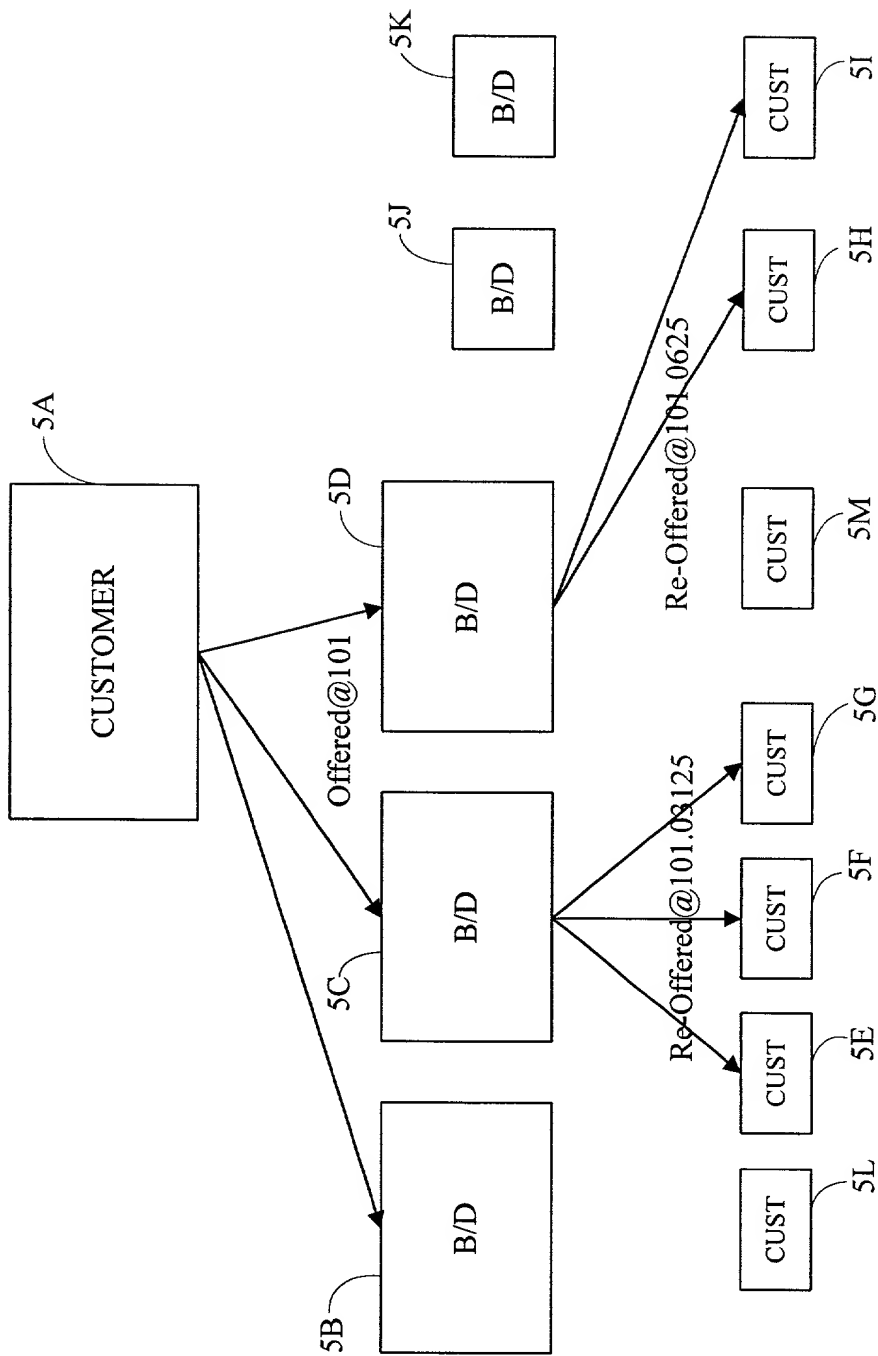 CUSTOMER
5A
Offered@101
B/D
5B
B/D
5C
B/D
5D
B/D
5J
B/D
5K
Re-Offered@101.03125
Re-Offered@101.0625
CUST
5L
CUST
5E
CUST
5F
CUST
5G
CUST
5M
CUST
5H
CUST
5I